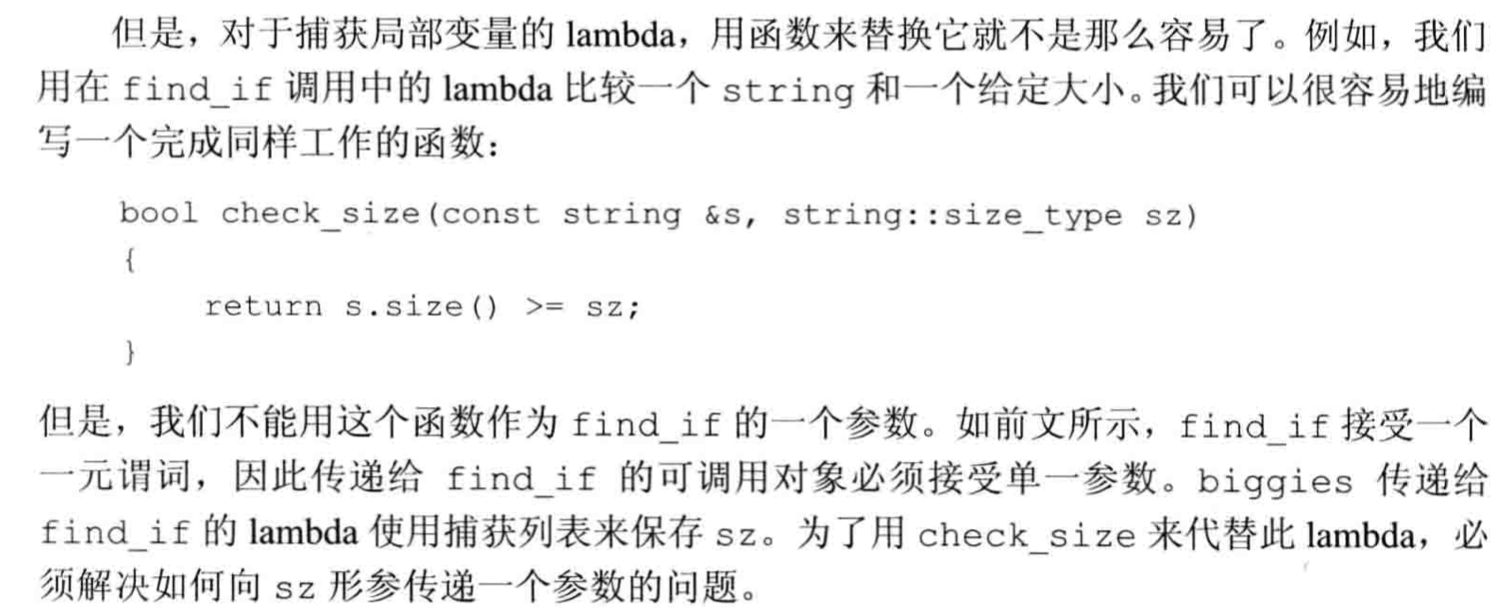 但是，对于捕获局部变量的 lambda，用函数来替换它就不是那么容易了。例如，我们
用在 find_if 调用中的 lambda 比较一个 string 和一个给定大小。我们可以很容易地编
写一个完成同样工作的函数：
bool check_size(const string &s, string::size_type sz)
{
    return s.size() >= sz;
}
但是，我们不能用这个函数作为 find_if 的一个参数。如前文所示，find_if 接受一个
一元谓词，因此传递给 find_if 的可调用对象必须接受单一参数。biggies 传递给
find_if 的 lambda 使用捕获列表来保存 sz。为了用 check_size 来代替此 lambda，必
须解决如何向 sz 形参传递一个参数的问题。